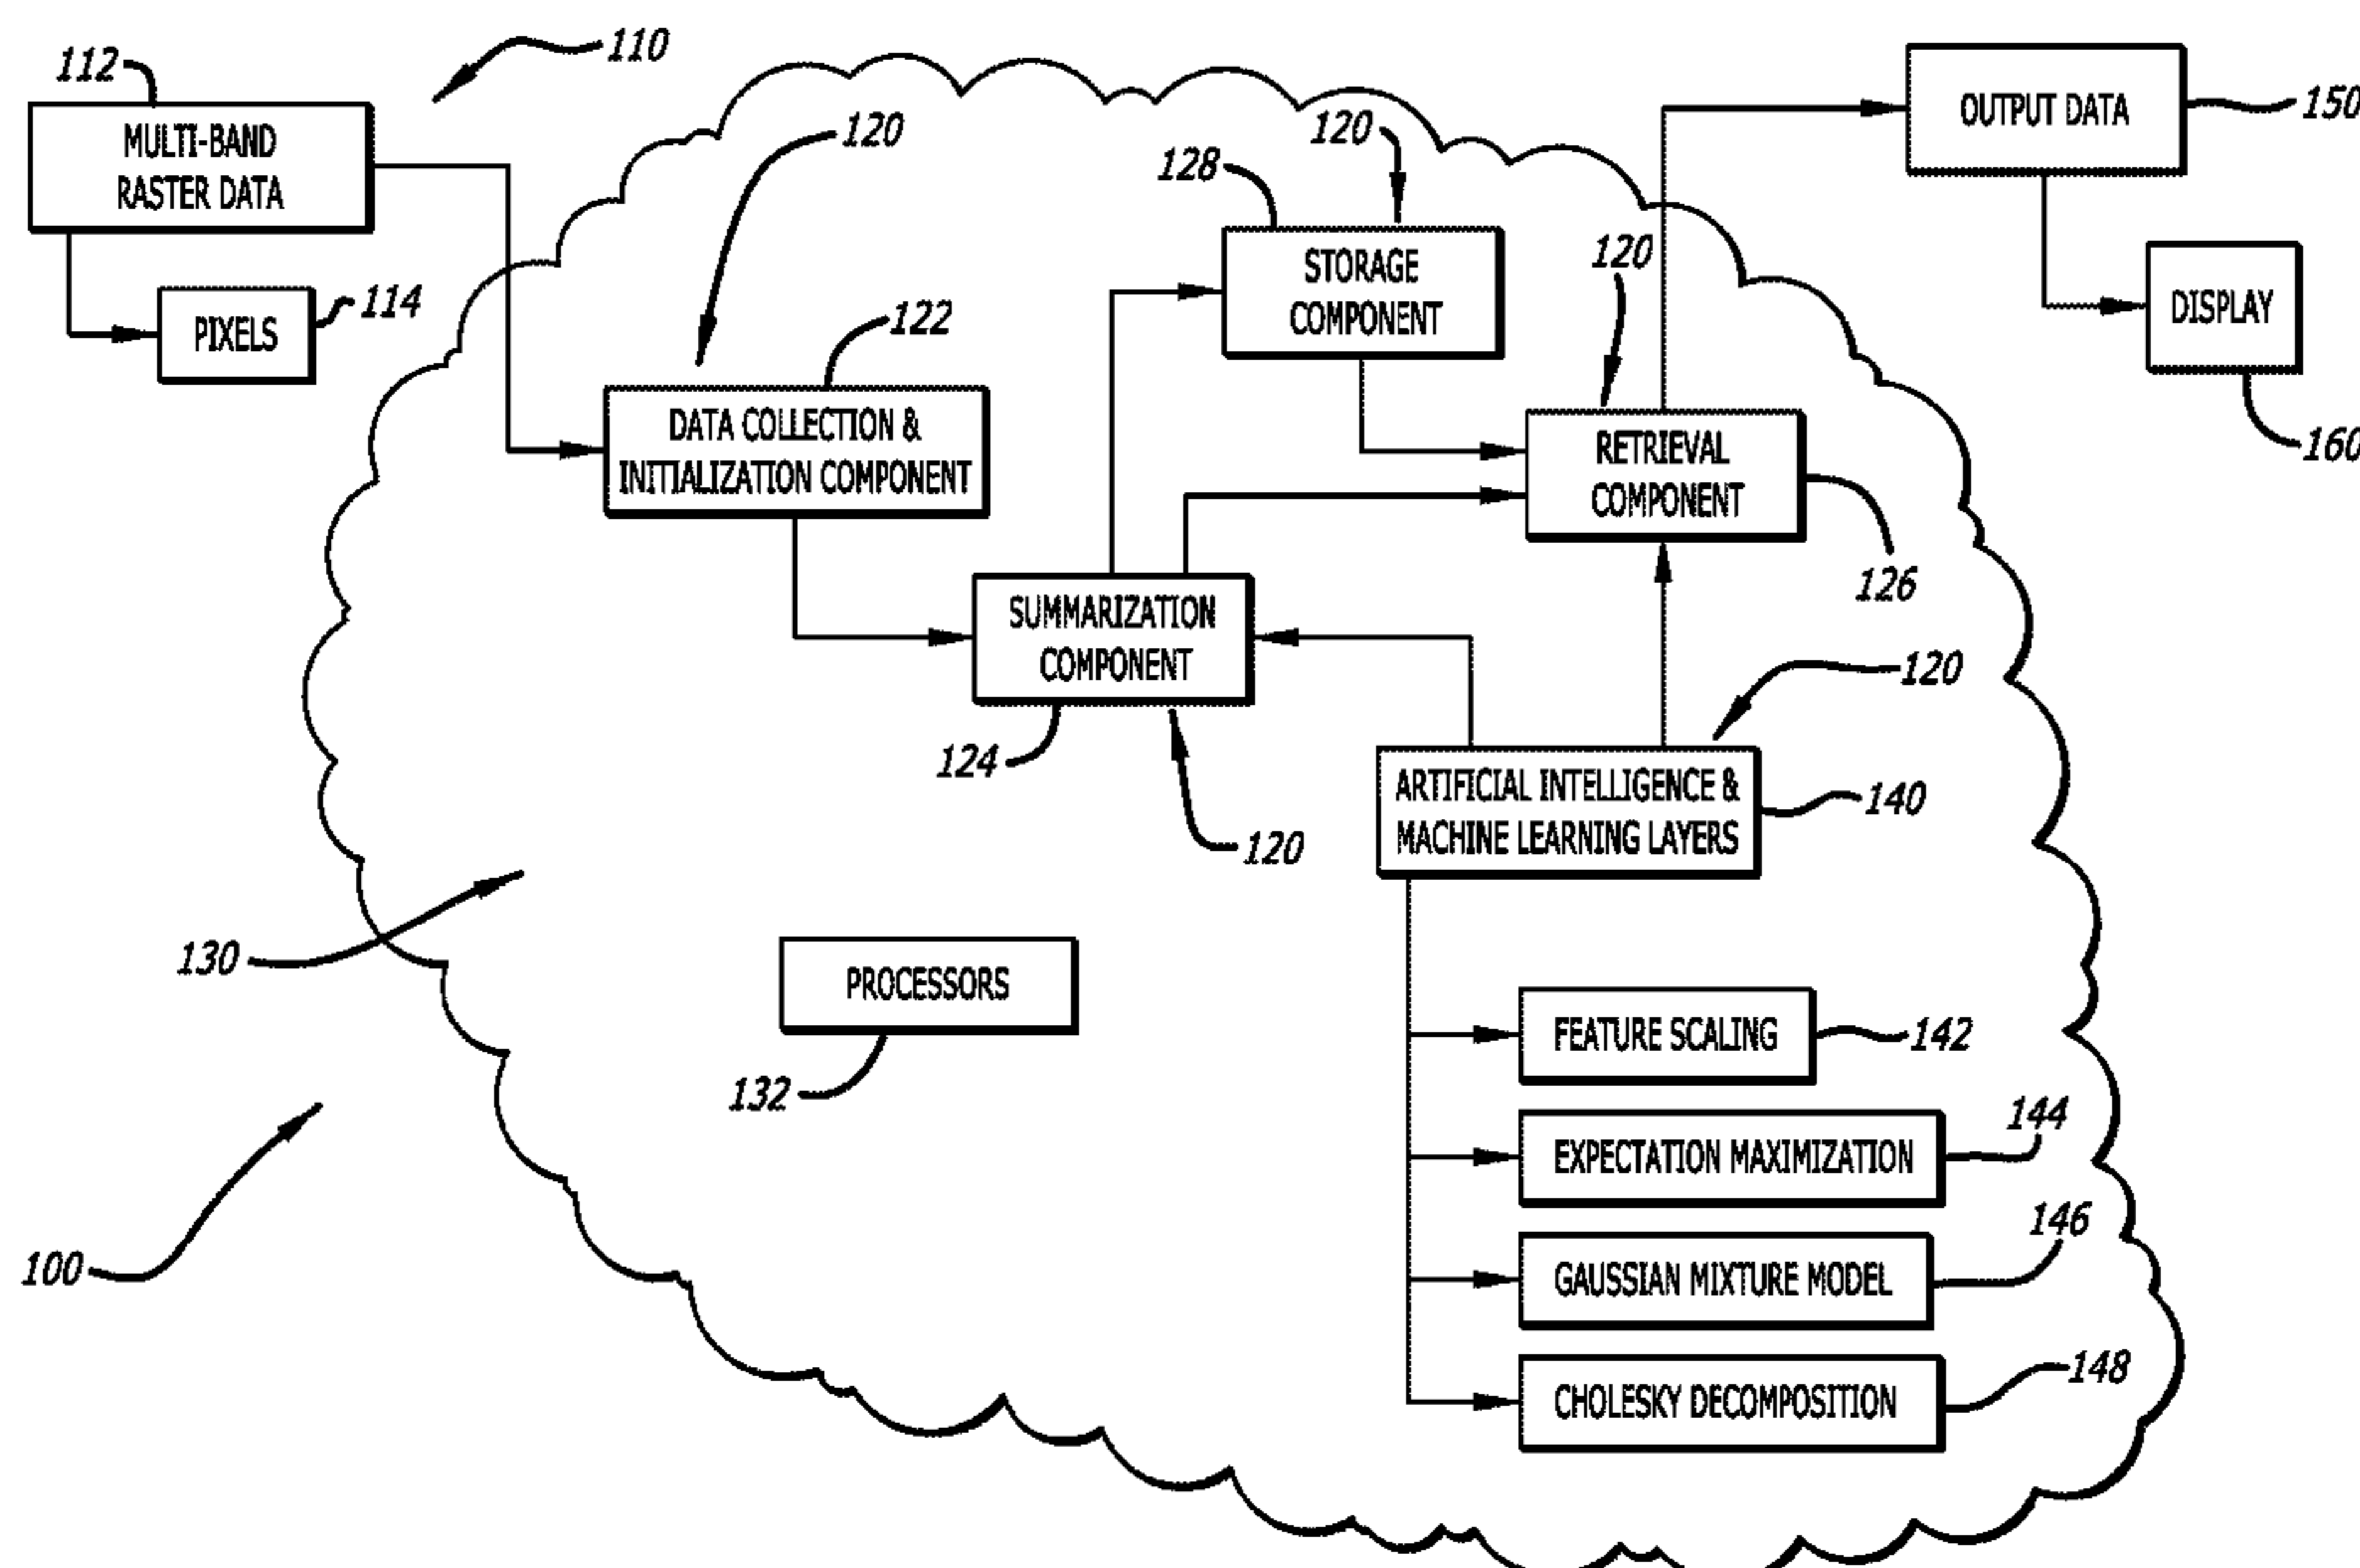 110
112
MULTI-BAND
RASTER DATA
PIXELS
114
120
122
DATA COLLECTION &
INITIALIZATION COMPONENT
128
120
STORAGE
COMPONENT
120
RETRIEVAL
COMPONENT
126
OUTPUT DATA
150
DISPLAY
160
SUMMARIZATION
COMPONENT
124
120
120
ARTIFICIAL INTELLIGENCE &
MACHINE LEARNING LAYERS
140
130
PROCESSORS
132
FEATURE SCALING
142
144
EXPECTATION MAXIMIZATION
146
GAUSSIAN MIXTURE MODEL
148
CHOLESKY DECOMPOSITION
100